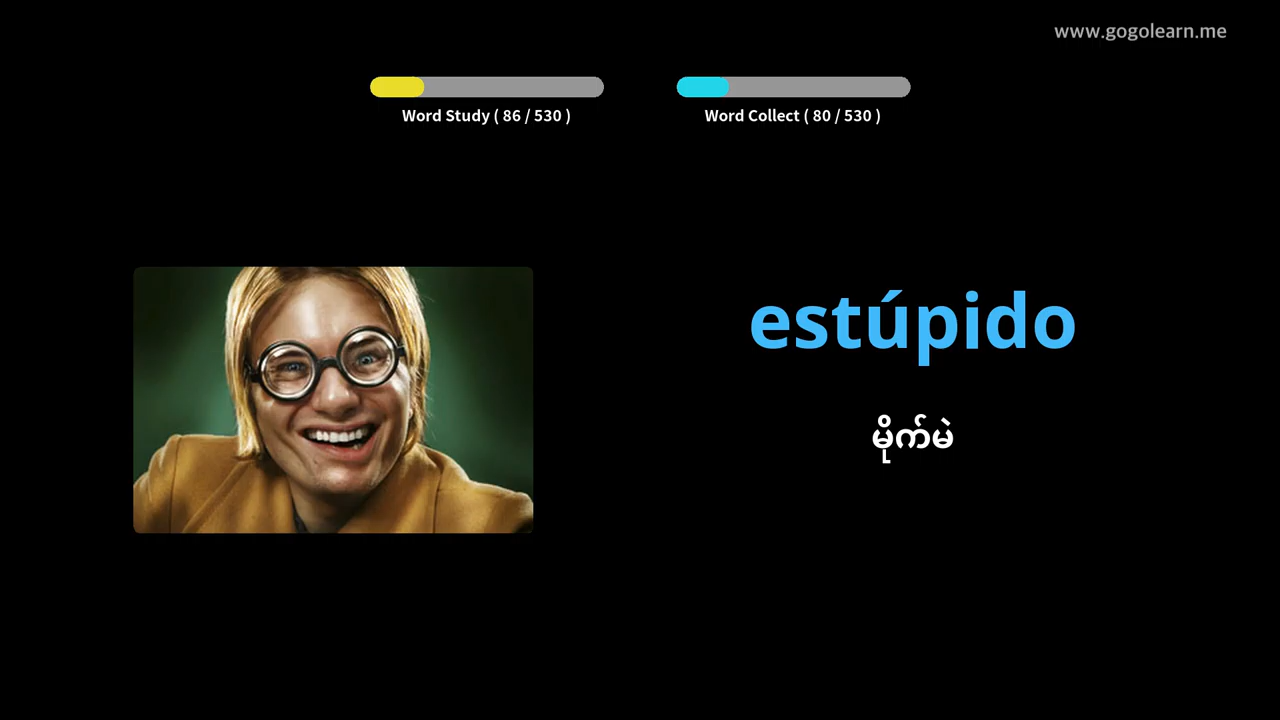 www.gogolearn.me
Word Study ( 86 / 530 )
Word Collect ( 80 / 530 )
estúpido
မိုက်မဲ